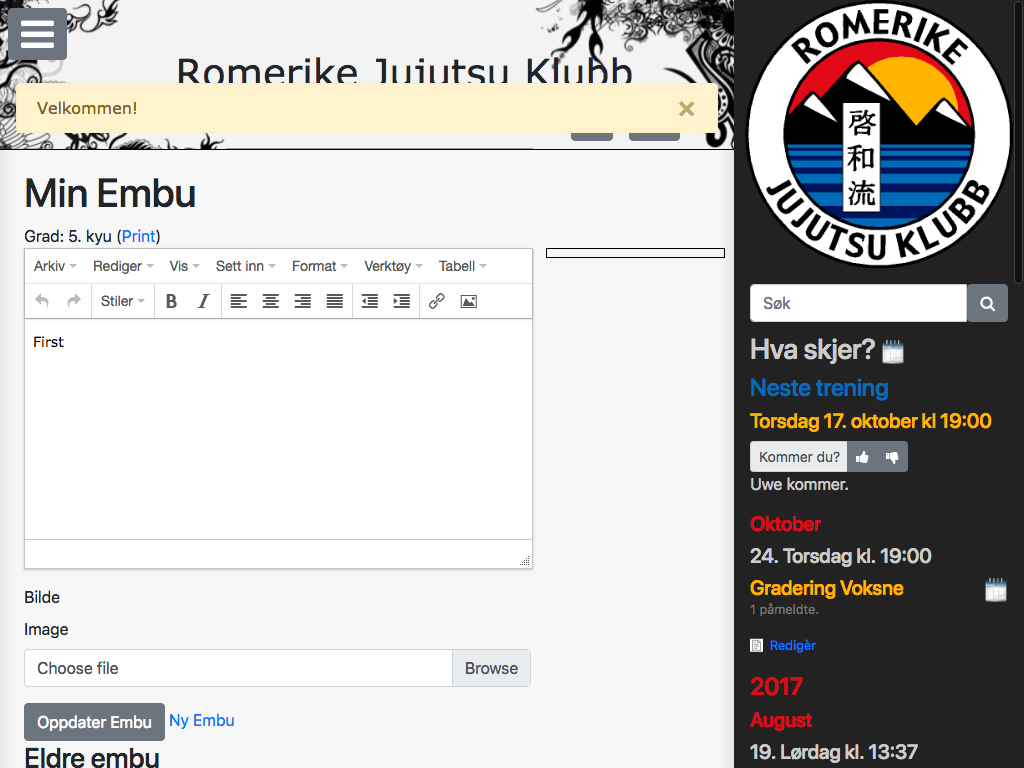 Romerike Jujutsu Klubb
Velkommen!
×
Min Embu
Grad: 5. kyu (Print)
Arkiv Rediger Vis Sett inn Format Verktøy Tabell
Stiler B I
First
Bilde
Image
Choose file Browse
Oppdater Embu Ny Embu
Eldre embu
ROMERIKE
啓和流
JUJUTSU KLUBB
Søk
Hva skjer?
Neste trening
Torsdag 17. oktober kl 19:00
Kommer du?
Uwe kommer.
Oktober
24. Torsdag kl. 19:00
Gradering Voksne
1 påmeldte.
Redigèr
2017
August
19. Lørdag kl. 13:37